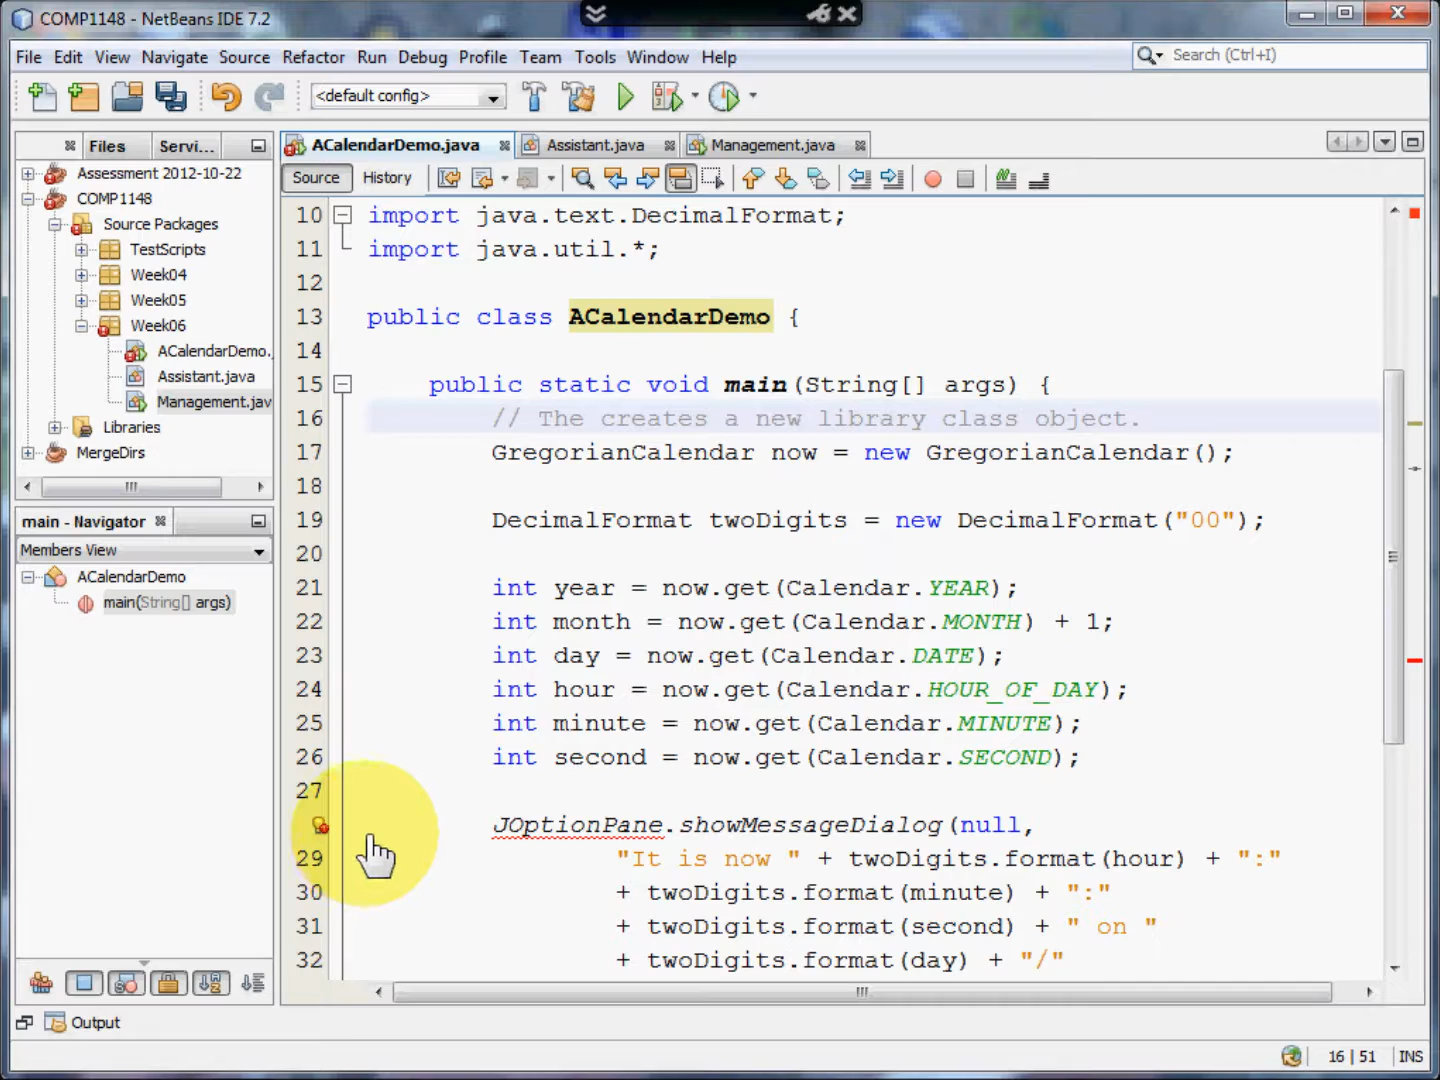 COMP1148 - NetBeans IDE 7.2
File Edit View Navigate Source Refactor Run Debug Profile Team Tools Window Help
Search (Ctrl+I)
<default config>
Files Servi...
ACalendarDemo.java Assistant.java Management.java
Source History
Assessment 2012-10-22
COMP1148
Source Packages
TestScripts
Week04
Week05
Week06
ACalendarDemo.
Assistant.java
Management.jav
Libraries
MergeDirs
main - Navigator
Members View
ACalendarDemo
main(String[] args)
10 import java.text.DecimalFormat;
11 import java.util.*;
12
13 public class ACalendarDemo {
14
15 public static void main(String[] args) {
16 // The creates a new library class object.
17 GregorianCalendar now = new GregorianCalendar();
18
19 DecimalFormat twoDigits = new DecimalFormat("00");
20
21 int year = now.get(Calendar.YEAR);
22 int month = now.get(Calendar.MONTH) + 1;
23 int day = now.get(Calendar.DATE);
24 int hour = now.get(Calendar.HOUR_OF_DAY);
25 int minute = now.get(Calendar.MINUTE);
26 int second = now.get(Calendar.SECOND);
27
JOptionPane.showMessageDialog(null,
29 "It is now " + twoDigits.format(hour) + ":"
30 + twoDigits.format(minute) + ":"
31 + twoDigits.format(second) + " on "
32 + twoDigits.format(day) + "/"
Output
16 | 51 INS